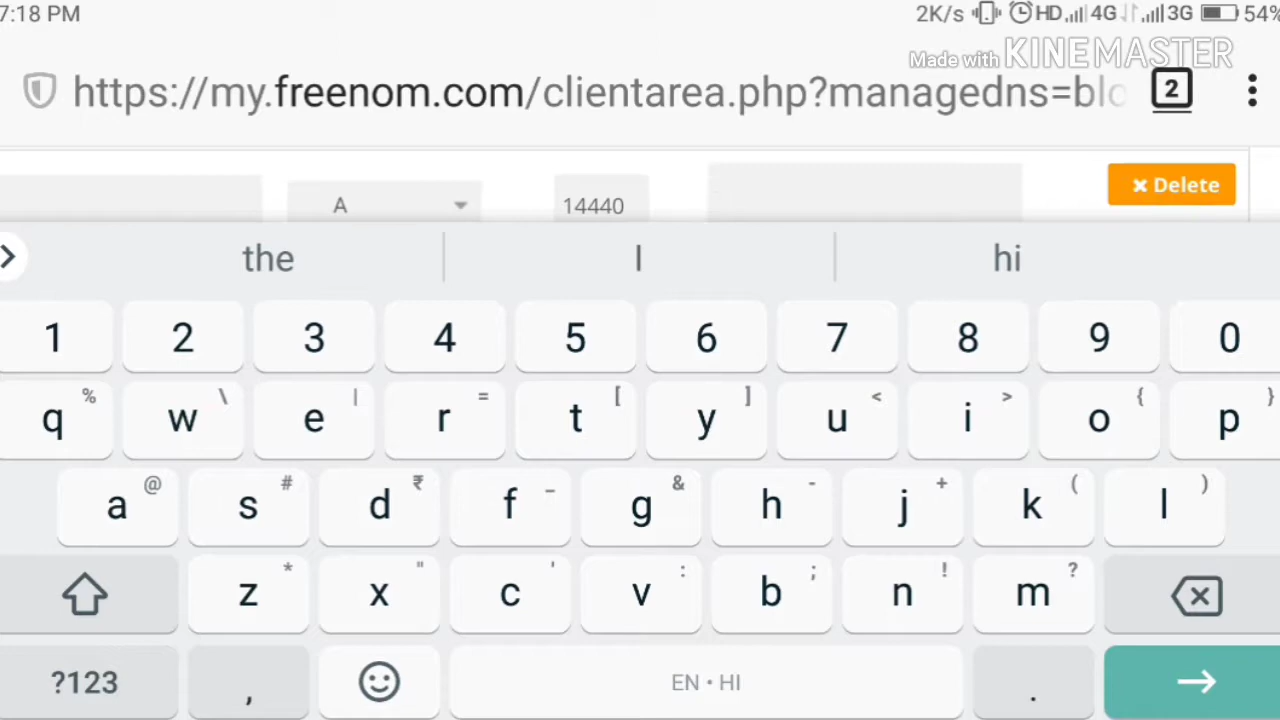 7:18 PM 2K/s HD 4G 3G 54%
Made with KINEMASTER
https://my.freenom.com/clientarea.php?managedns=blo 2
A 14440 × Delete
the I hi
1 2 3 4 5 6 7 8 9 0
q % w \ e | r = t [ y ] u < i > o { p }
a @ s # d ₹ f _ g & h - j + k ( l )
z * x " c ' v : b ; n ! m ?
?123 , EN • HI .